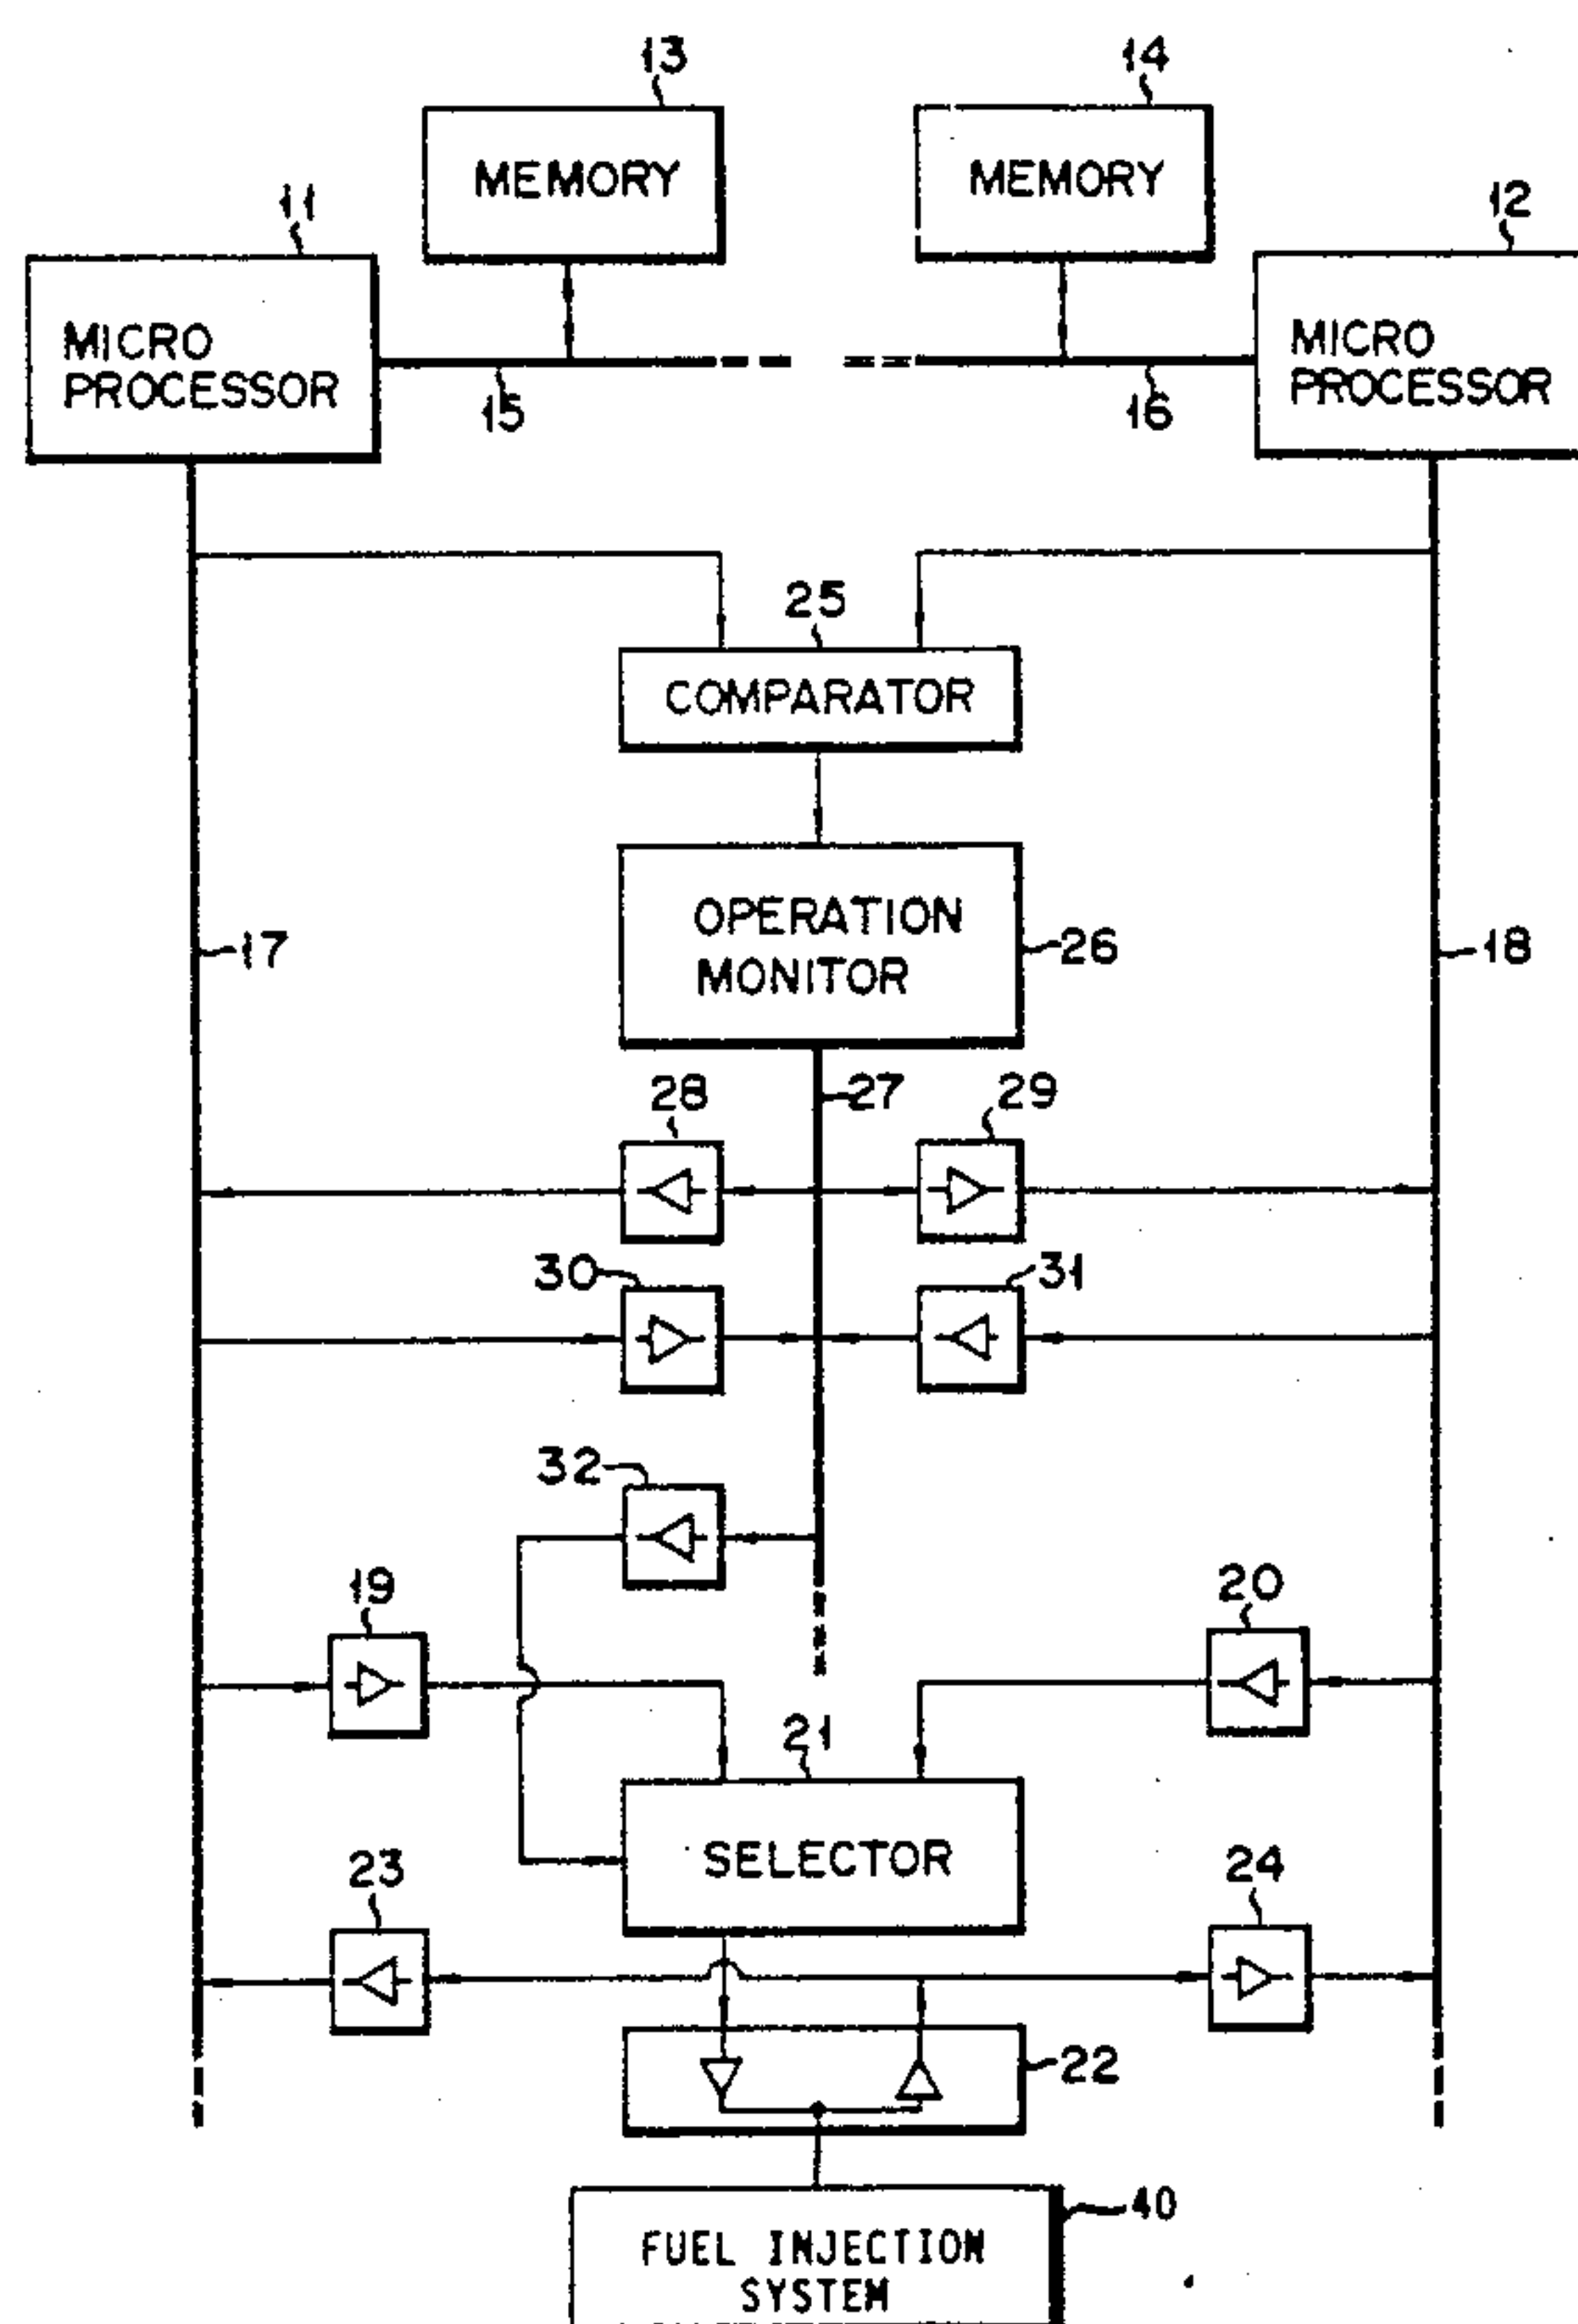 13
14
MEMORY
MEMORY
11
12
MICRO
PROCESSOR
MICRO
PROCESSOR
15
16
25
COMPARATOR
OPERATION
MONITOR
17
26
18
28
27
29
30
31
32
19
20
21
SELECTOR
23
24
22
40
FUEL INJECTION
SYSTEM